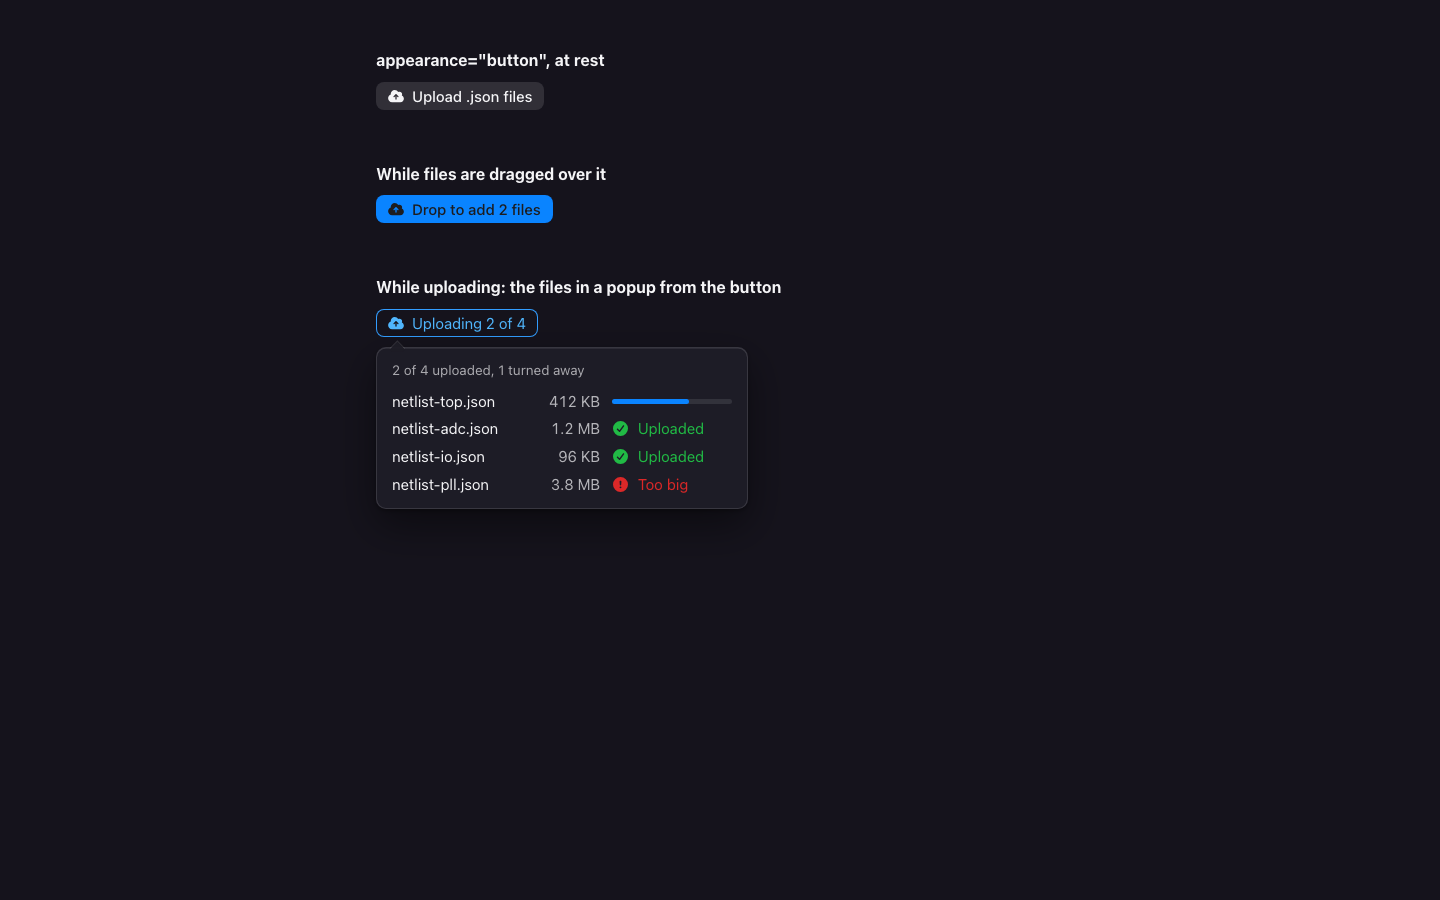 appearance="button", at rest
Upload .json files
While files are dragged over it
Drop to add 2 files
While uploading: the files in a popup from the button
Uploading 2 of 4
2 of 4 uploaded, 1 turned away
netlist-top.json 412 KB
netlist-adc.json 1.2 MB Uploaded
netlist-io.json 96 KB Uploaded
netlist-pll.json 3.8 MB Too big